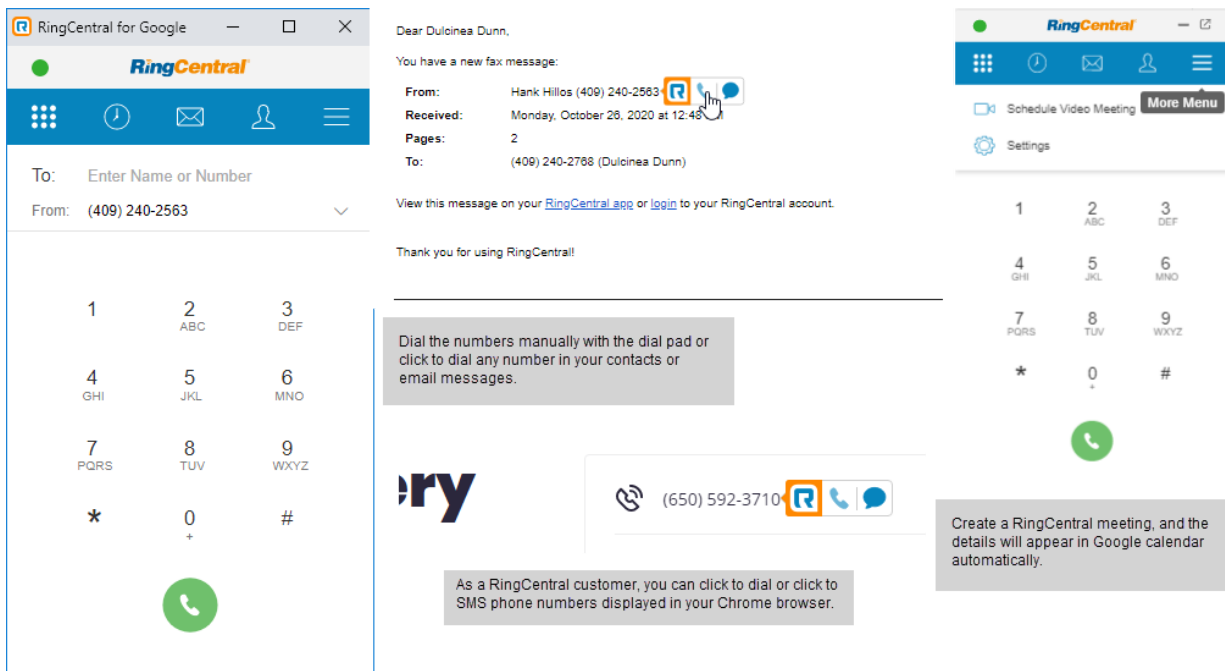 RingCentral for Google
RingCentral
To: Enter Name or Number
From: (409) 240-2563
1
2
3
ABC
DEF
4
5
6
GHI
JKL
MNO
7
8
9
PQRS
TUV
WXYZ
*
0
#
+
Dear Dulcinea Dunn,
You have a new fax message:
From: Hank Hillos (409) 240-2563
Received: Monday, October 26, 2020 at 12:48
Pages: 2
To: (409) 240-2768 (Dulcinea Dunn)
View this message on your RingCentral app or login to your RingCentral account.
Thank you for using RingCentral!
Dial the numbers manually with the dial pad or
click to dial any number in your contacts or
email messages.
ery
(650) 592-3710
As a RingCentral customer, you can click to dial or click to
SMS phone numbers displayed in your Chrome browser.
RingCentral
Schedule Video Meeting
More Menu
Settings
1
2
3
ABC
DEF
4
5
6
GHI
JKL
MNO
7
8
9
PQRS
TUV
WXYZ
*
0
#
+
Create a RingCentral meeting, and the
details will appear in Google calendar
automatically.